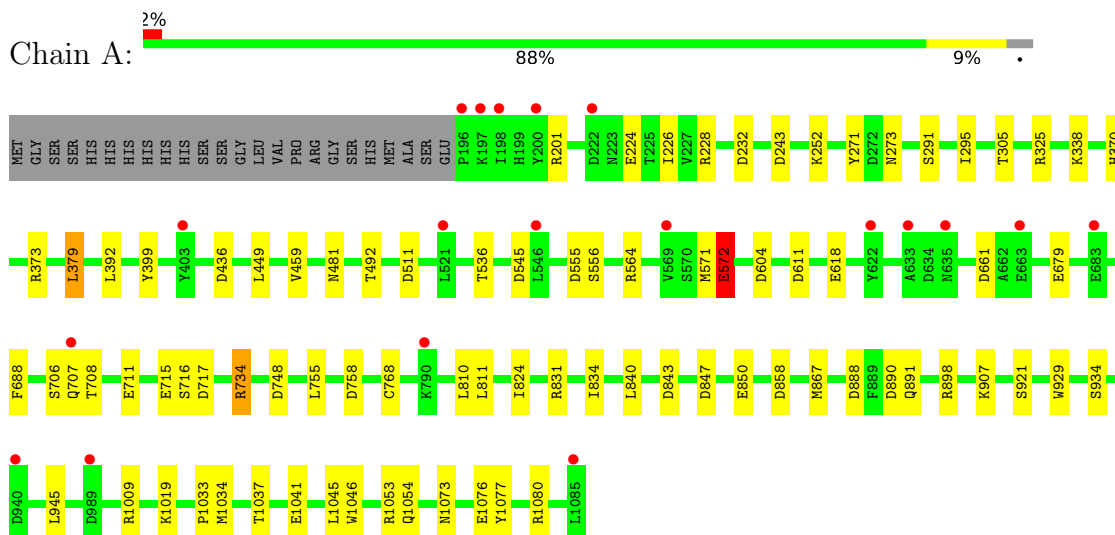 2%
Chain A:
88% 9% •
MET GLY SER SER HIS HIS HIS HIS HIS HIS SER SER GLY LEU VAL PRO ARG GLY SER HIS MET ALA SER GLU P196 K197 I198 H199 Y200 R201 D222 N223 E224 T225 I226 V227 R228 D232 D243 K252 Y271 D272 N273 S291 I295 T305 R325 K338 H370
R373 L379 L392 Y399 Y403 D436 L449 V459 N481 T492 D511 L521 T536 D545 L546 D555 S556 R564 V569 S570 M571 E572 D604 D611 E618 Y622 A633 D634 N635 D661 A662 E663 E679 E683
F688 S706 Q707 T708 E711 E715 S716 D717 R734 D748 L755 D758 C768 K790 L810 L811 I824 R831 I834 L840 D843 D847 E850 D858 M867 D888 F889 D890 Q891 R898 K907 S921 W929 S934
D940 L945 D989 R1009 K1019 P1033 M1034 T1037 E1041 L1045 W1046 R1053 Q1054 N1073 E1076 Y1077 R1080 L1085